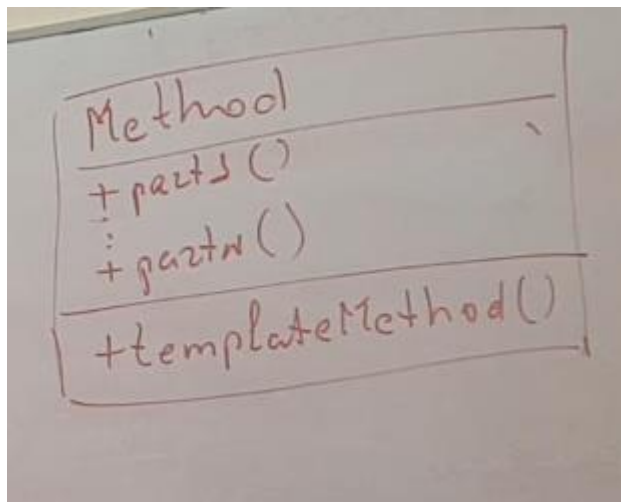 Method
+ part1()
⋮
+ partN()
+templateMethod()